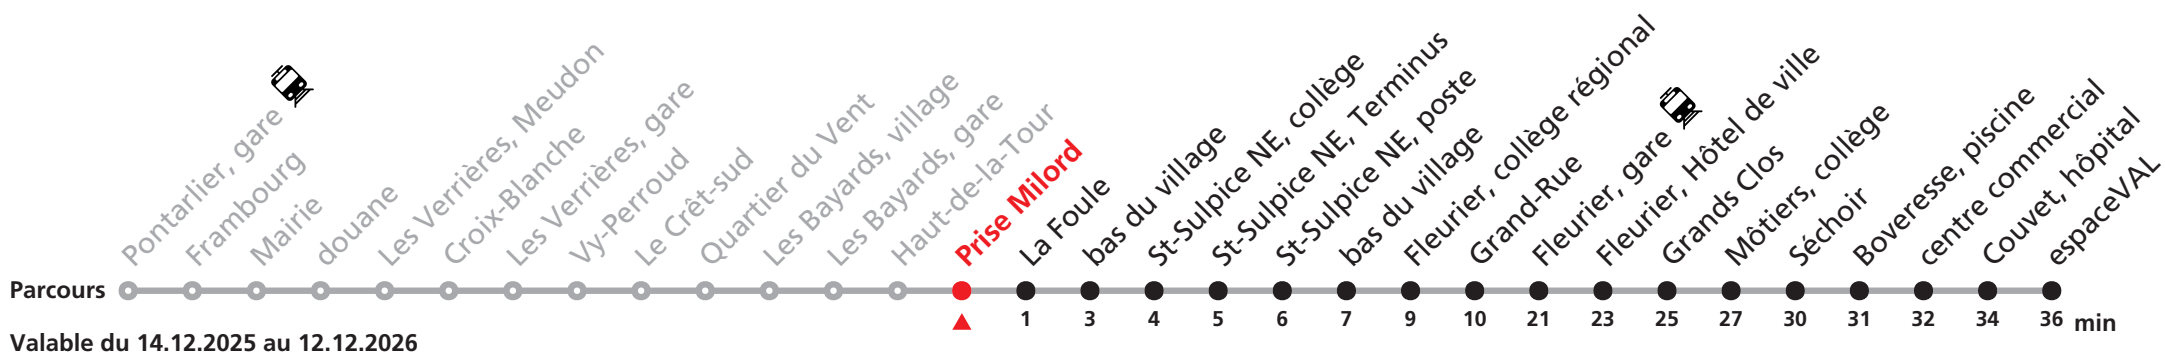 Pontarlier, gare
Frambourg
Mairie
douane
Les Verrières, Meudon
Croix-Blanche
Les Verrières, gare
Vy-Perroud
Le Crêt-sud
Quartier du Vent
Les Bayards, village
Les Bayards, gare
Haut-de-la-Tour
Prise Milord
La Foule
bas du village
St-Sulpice NE, collège
St-Sulpice NE, Terminus
St-Sulpice NE, poste
bas du village
Fleurier, collège régional
Grand-Rue
Fleurier, gare
Fleurier, Hôtel de ville
Grands Clos
Môtiers, collège
Séchoir
Boveresse, piscine
centre commercial
Couvet, hôpital
espaceVAL
Parcours
1 3 4 5 6 7 9 10 21 23 25 27 30 31 32 34 36 min
Valable du 14.12.2025 au 12.12.2026